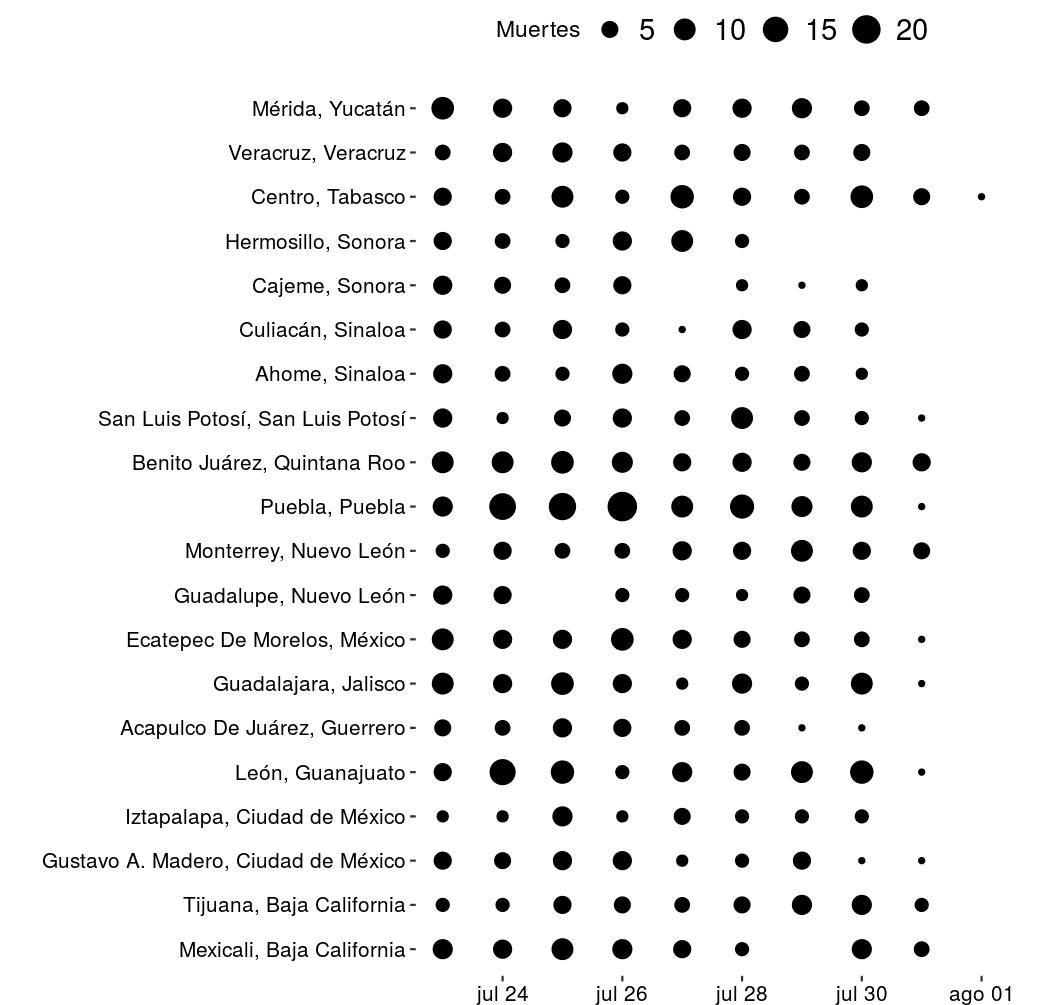 Muertes 5 10 15 20
Mérida, Yucatán
Veracruz, Veracruz
Centro, Tabasco
Hermosillo, Sonora
Cajeme, Sonora
Culiacán, Sinaloa
Ahome, Sinaloa
San Luis Potosí, San Luis Potosí
Benito Juárez, Quintana Roo
Puebla, Puebla
Monterrey, Nuevo León
Guadalupe, Nuevo León
Ecatepec De Morelos, México
Guadalajara, Jalisco
Acapulco De Juárez, Guerrero
León, Guanajuato
Iztapalapa, Ciudad de México
Gustavo A. Madero, Ciudad de México
Tijuana, Baja California
Mexicali, Baja California
jul 24 jul 26 jul 28 jul 30 ago 01